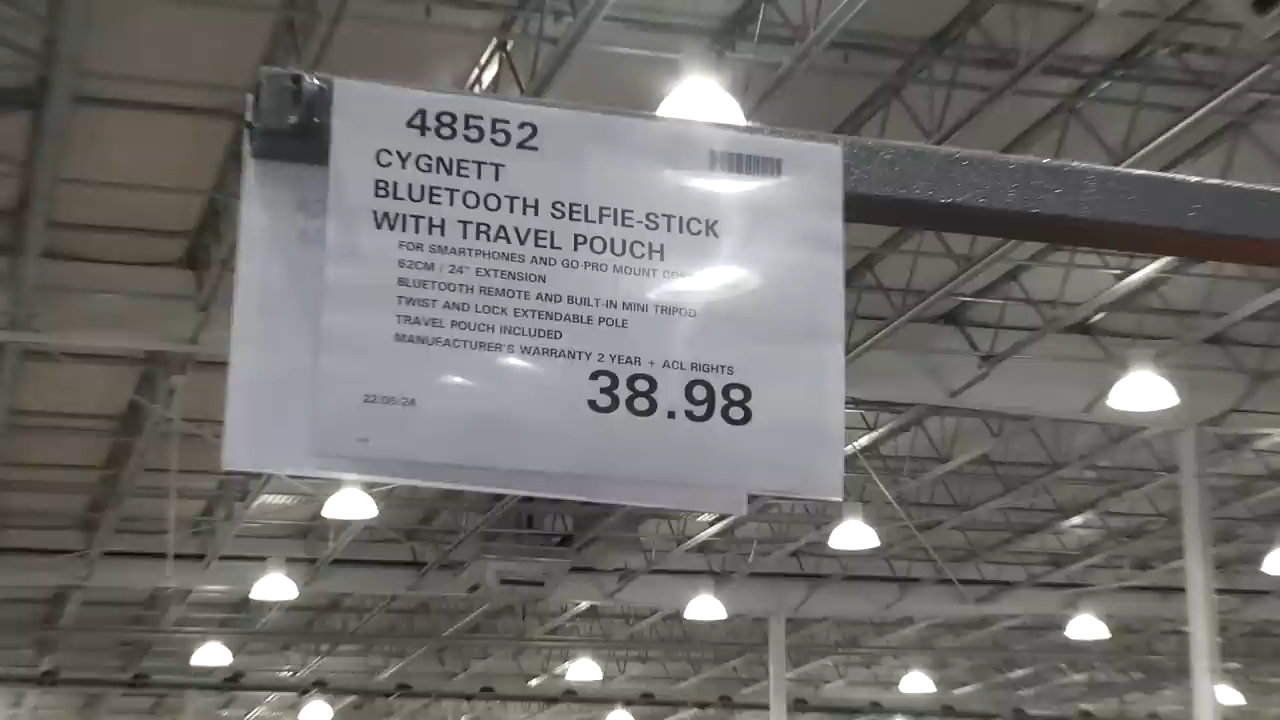 48552
CYGNETT
BLUETOOTH SELFIE-STICK
WITH TRAVEL POUCH
FOR SMARTPHONES AND GO-PRO MOUNT
62CM / 24" EXTENSION
BLUETOOTH REMOTE AND BUILT-IN MINI TRIPOD
TWIST AND LOCK EXTENDABLE POLE
TRAVEL POUCH INCLUDED
MANUFACTURER'S WARRANTY 2 YEAR + ACL RIGHTS
38.98
22/05/24